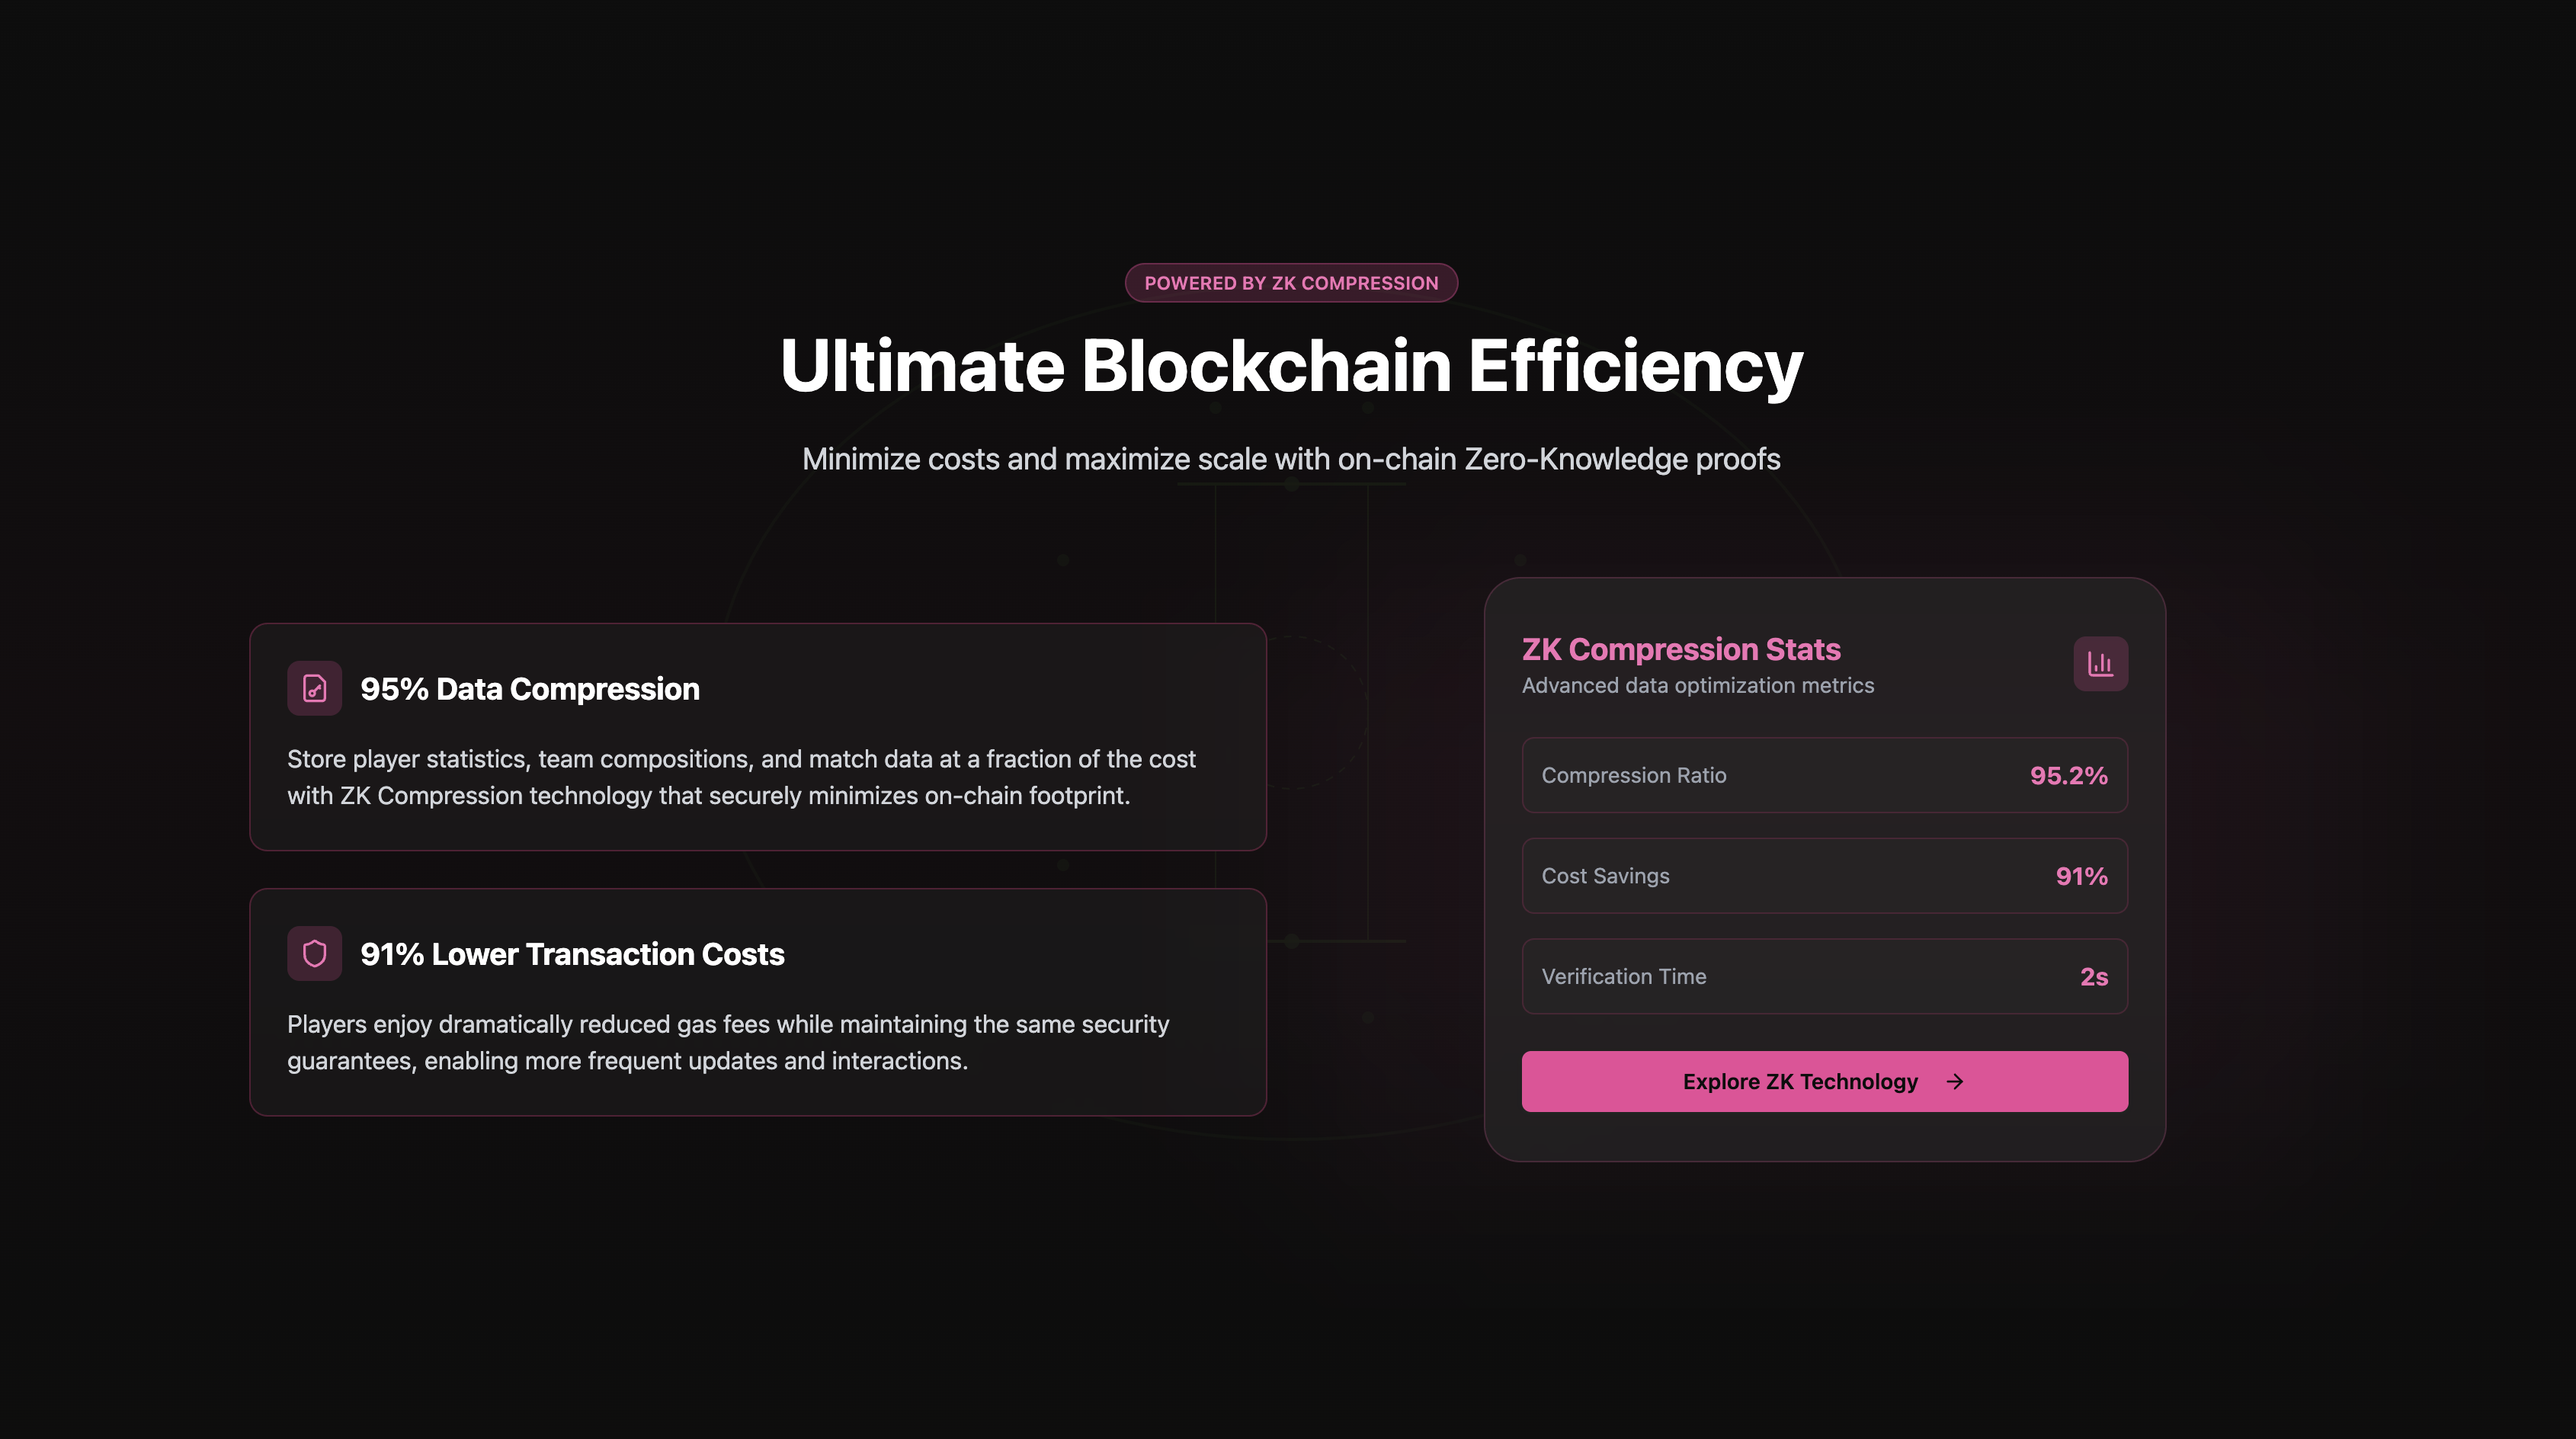 POWERED BY ZK COMPRESSION
Ultimate Blockchain Efficiency
Minimize costs and maximize scale with on-chain Zero-Knowledge proofs
95% Data Compression
Store player statistics, team compositions, and match data at a fraction of the cost
with ZK Compression technology that securely minimizes on-chain footprint.
91% Lower Transaction Costs
Players enjoy dramatically reduced gas fees while maintaining the same security
guarantees, enabling more frequent updates and interactions.
ZK Compression Stats
Advanced data optimization metrics
Compression Ratio 95.2%
Cost Savings 91%
Verification Time 2s
Explore ZK Technology →